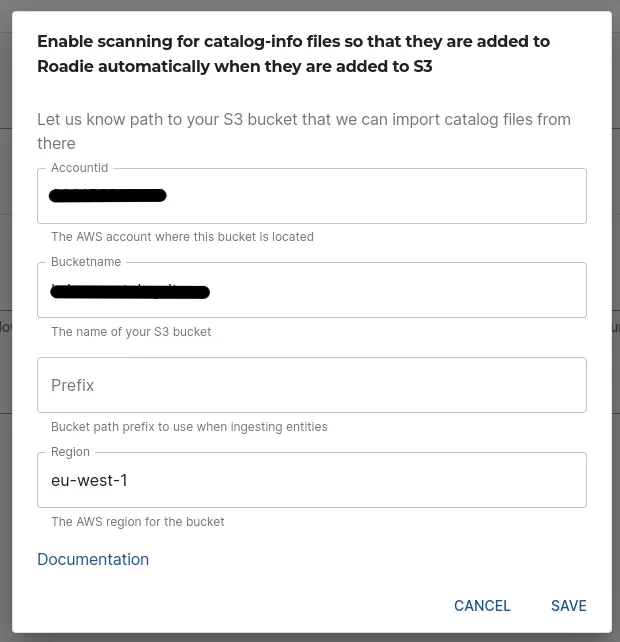 Enable scanning for catalog-info files so that they are added to
Roadie automatically when they are added to S3
Let us know path to your S3 bucket that we can import catalog files from
there
Accountid
The AWS account where this bucket is located
Bucketname
The name of your S3 bucket
Prefix
Bucket path prefix to use when ingesting entities
Region
eu-west-1
The AWS region for the bucket
Documentation
CANCEL SAVE